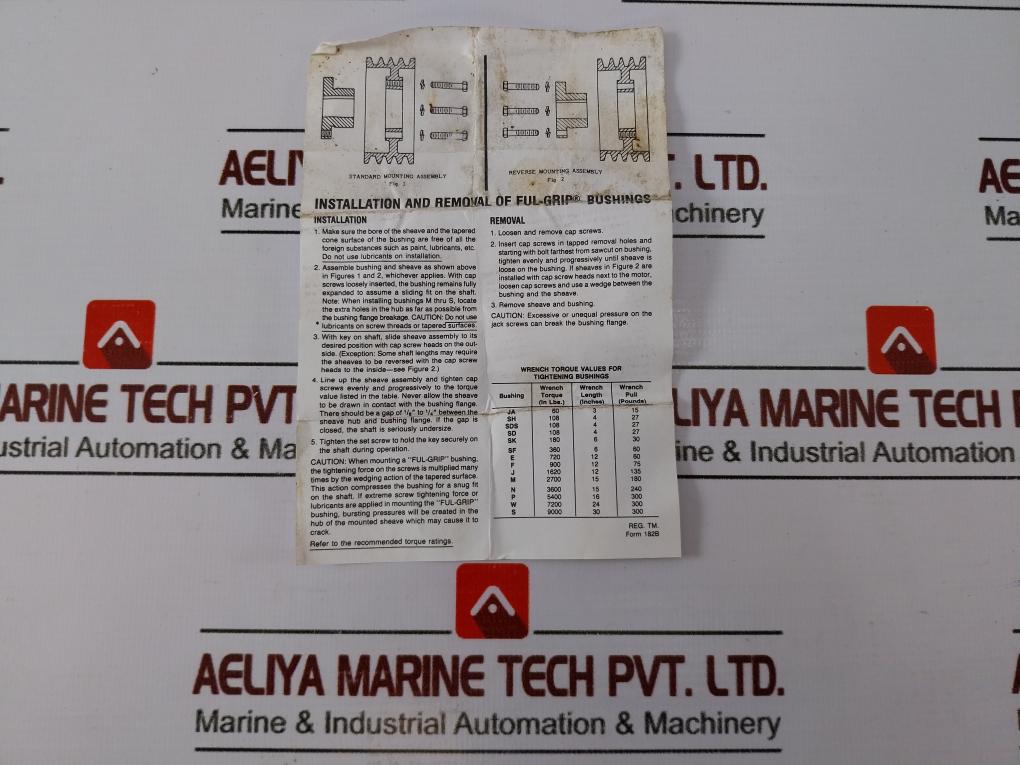 STANDARD MOUNTING ASSEMBLY
Fig 1
REVERSE MOUNTING ASSEMBLY
Fig 2
INSTALLATION AND REMOVAL OF FUL-GRIP® BUSHINGS
INSTALLATION
1. Make sure the bore of the sheave and the tapered
cone surface of the bushing are free of all
foreign substances such as paint, lubricants, etc.
Do not use lubricants on installation.
2. Assemble bushing and sheave as shown above
in Figures 1 and 2, whichever applies. With cap
screws loosely inserted, the bushing remains fully
expanded to assume a sliding fit on the shaft.
Note: When installing bushings M thru S, locate
the extra holes in the hub as far as possible from
the bushing flange breakage. CAUTION: Do not use
* lubricants on screw threads or tapered surfaces.
3. With key on shaft, slide sheave assembly to its
desired position with cap screw heads on the out-
side. (Exception: Some shaft lengths may require
the sheaves to be reversed with the cap screw
heads to the inside—see Figure 2.)
4. Line up the sheave assembly and tighten cap
screws evenly and progressively to the torque
value listed in the table. Never allow the sheave
to be drawn in contact with the bushing flange.
There should be a gap of 1/8" to 1/4" between the
sheave hub and bushing flange. If the gap is
closed, the shaft is seriously undersize.
5. Tighten the set screw to hold the key securely on
the shaft during operation.
CAUTION: When mounting a "FUL-GRIP" bushing,
the tightening force on the screws is multiplied many
times by the wedging action of the tapered surface.
This action compresses the bushing for a snug fit
on the shaft. If extreme screw tightening force or
lubricants are applied in mounting the "FUL-GRIP"
bushing, bursting pressures will be created in the
hub of the mounted sheave which may cause it to
crack.
Refer to the recommended torque ratings.
REMOVAL
1. Loosen and remove cap screws.
2. Insert cap screws in tapped removal holes and
starting with bolt farthest from sawcut on bushing,
tighten evenly and progressively until sheave is
loose on the bushing. If sheaves in Figure 2 are
installed with cap screw heads next to the motor,
loosen cap screws and use a wedge between the
bushing and the sheave.
3. Remove sheave and bushing.
CAUTION: Excessive or unequal pressure on the
jack screws can break the bushing flange.
WRENCH TORQUE VALUES FOR
TIGHTENING BUSHINGS
Bushing Wrench Torque (in Lbs.) Wrench Length (Inches) Wrench Pull (Pounds)
JA 60 3 15
SH 108 4 27
SDS 108 4 27
SD 108 4 27
SK 180 6 30
SF 360 6 60
E 720 12 60
F 900 12 75
J 1620 12 135
M 2700 15 180
N 3600 15 240
P 5400 16 300
W 7200 24 300
S 9000 30 300
REG. TM.
Form 182B
AELIYA
. LTD.
AE
Marine
hinery
Ma
ARINE TECH PVT
ustrial Automation & Ma
LIYA MARINE TECH
ine & Industrial Automation
AELIYA MARINE TECH PVT. LTD.
Marine & Industrial Automation & Machinery